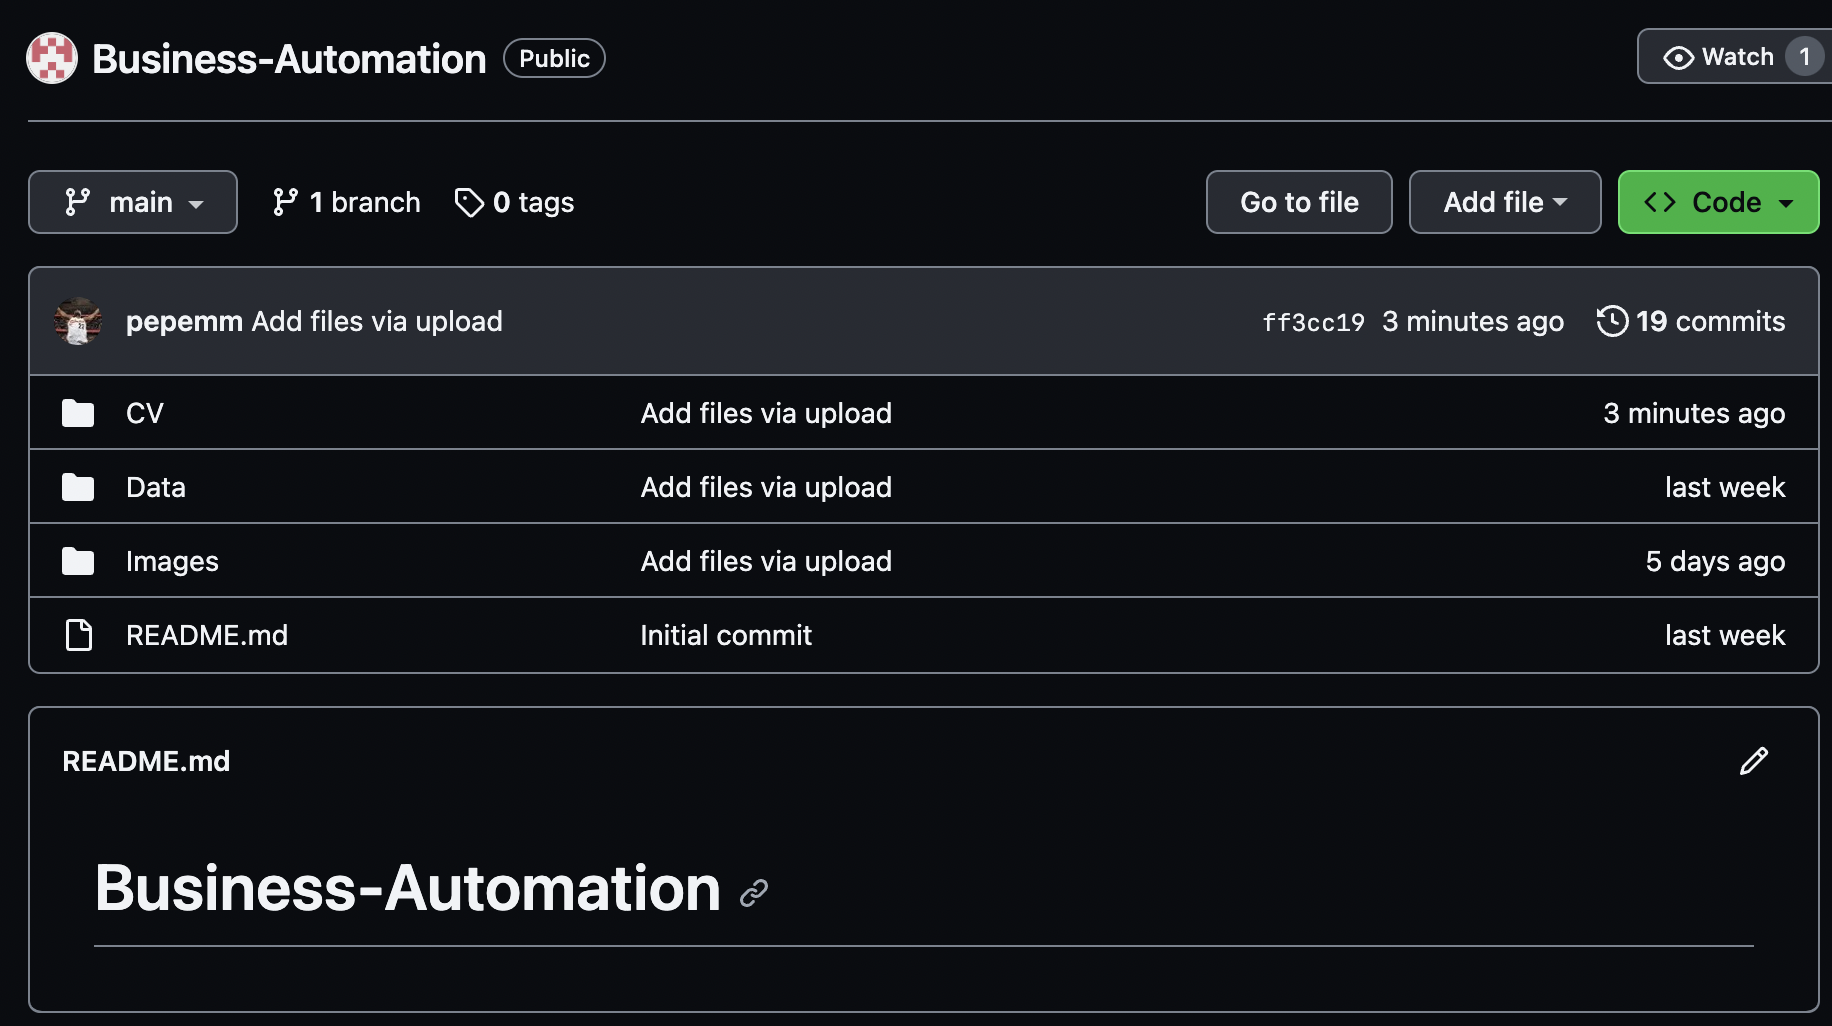 Business-Automation Public Watch 1
main 1 branch 0 tags Go to file Add file Code
pepemm Add files via upload ff3cc19 3 minutes ago 19 commits
CV Add files via upload 3 minutes ago
Data Add files via upload last week
Images Add files via upload 5 days ago
README.md Initial commit last week
README.md
Business-Automation